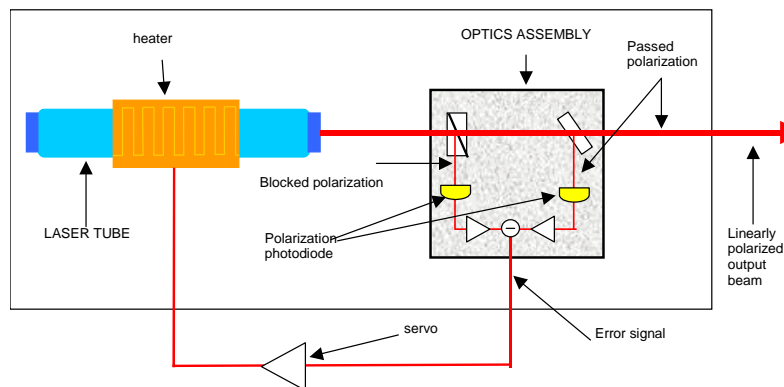 heater
OPTICS ASSEMBLY
Passed
polarization
Blocked polarization
LASER TUBE
Polarization
photodiode
Linearly
polarized
output
beam
servo
Error signal